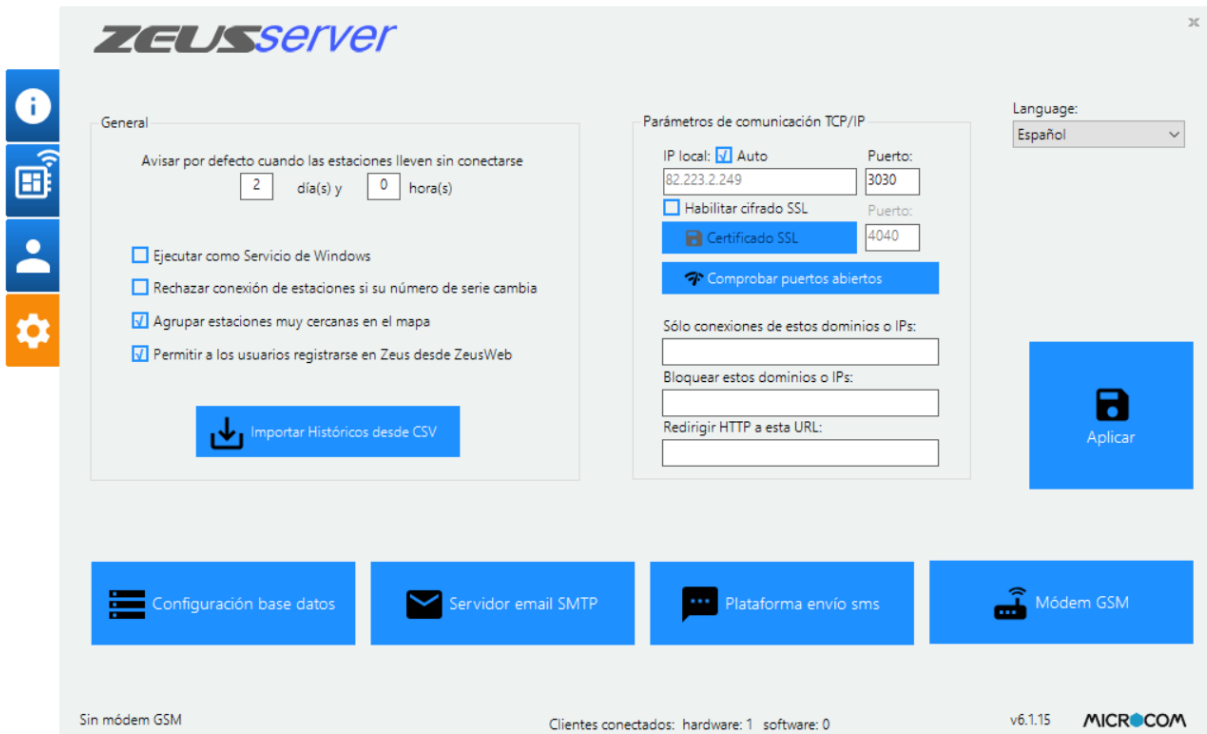 ZEUSserver
General
Avisar por defecto cuando las estaciones lleven sin conectarse
2 día(s) y 0 hora(s)
Ejecutar como Servicio de Windows
Rechazar conexión de estaciones si su número de serie cambia
Agrupar estaciones muy cercanas en el mapa
Permitir a los usuarios registrarse en Zeus desde ZeusWeb
Importar Históricos desde CSV
Parámetros de comunicación TCP/IP
IP local: Auto Puerto:
82.223.2.249 3030
Habilitar cifrado SSL Puerto:
Certificado SSL 4040
Comprobar puertos abiertos
Sólo conexiones de estos dominios o IPs:
Bloquear estos dominios o IPs:
Redirigir HTTP a esta URL:
Language:
Español
Aplicar
Configuración base datos
Servidor email SMTP
Plataforma envío sms
Módem GSM
Sin módem GSM
Clientes conectados: hardware: 1 software: 0
v6.1.15
MICROCOM